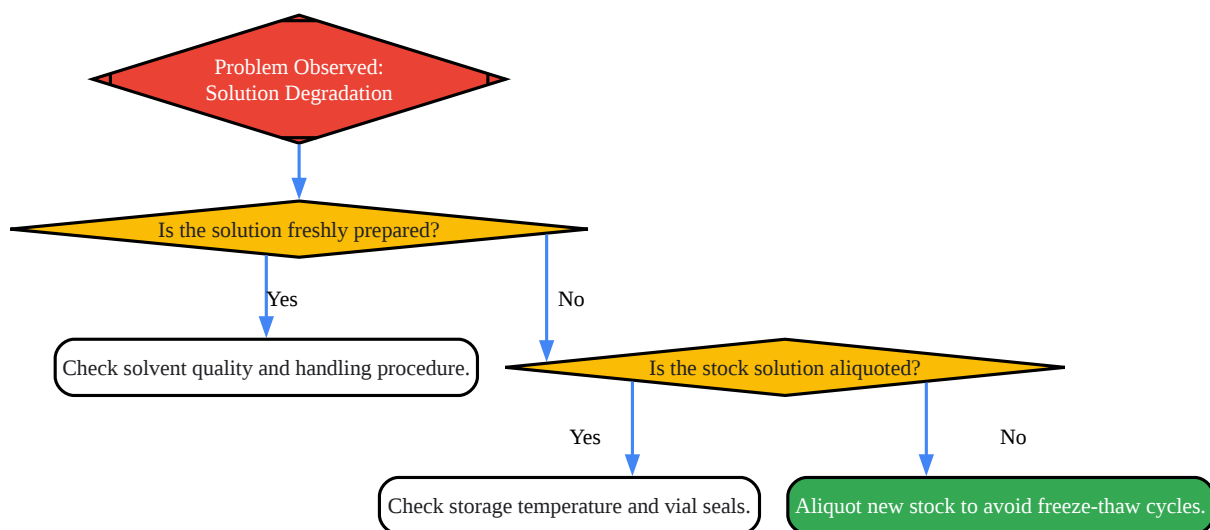 Problem Observed:
Solution Degradation
Is the solution freshly prepared?
Yes
No
Check solvent quality and handling procedure.
Is the stock solution aliquoted?
Yes
No
Check storage temperature and vial seals.
Aliquot new stock to avoid freeze-thaw cycles.